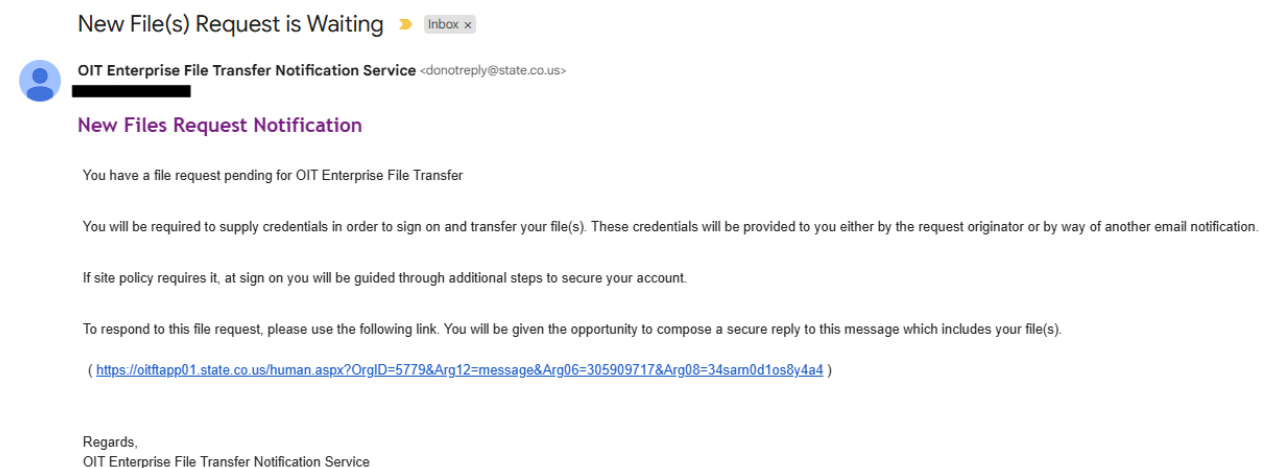 New File(s) Request is Waiting Inbox ×
OIT Enterprise File Transfer Notification Service <donotreply@state.co.us>
New Files Request Notification
You have a file request pending for OIT Enterprise File Transfer
You will be required to supply credentials in order to sign on and transfer your file(s). These credentials will be provided to you either by the request originator or by way of another email notification.
If site policy requires it, at sign on you will be guided through additional steps to secure your account.
To respond to this file request, please use the following link. You will be given the opportunity to compose a secure reply to this message which includes your file(s).
( https://oitftapp01.state.co.us/human.aspx?OrgID=5779&Arg12=message&Arg06=305909717&Arg08=34sarn0d1os8y4a4 )
Regards,
OIT Enterprise File Transfer Notification Service